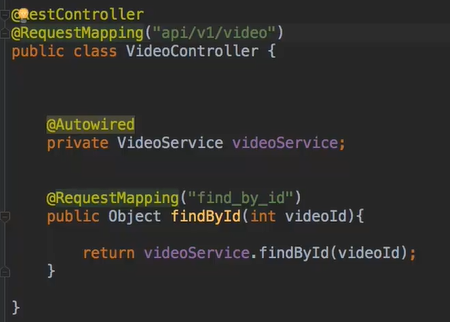 @RestController
@RequestMapping("api/v1/video")
public class VideoController {
@Autowired
private VideoService videoService;
@RequestMapping("find_by_id")
public Object findById(int videoId){
return videoService.findById(videoId);
}
}